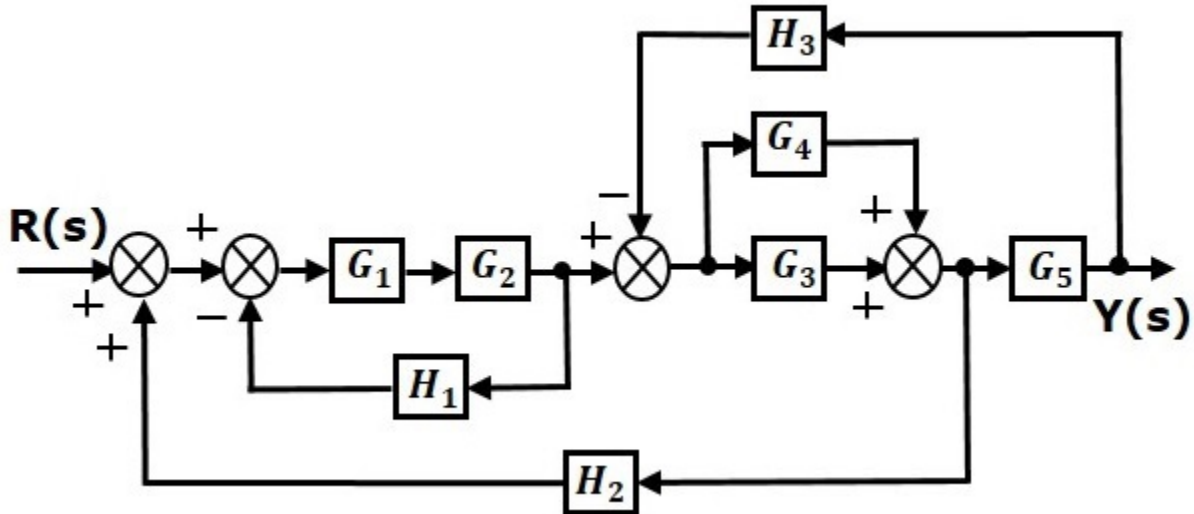 H₃
G₄
−
R(s)
+
+
+
G₁
G₂
G₃
G₅
+
−
+
Y(s)
+
H₁
H₂